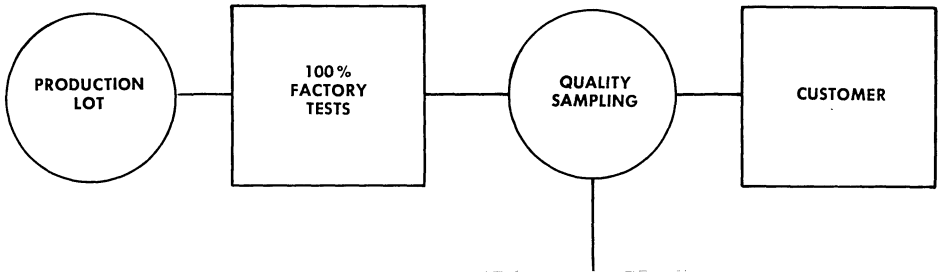 PRODUCTION
LOT
100%
FACTORY
TESTS
QUALITY
SAMPLING
CUSTOMER